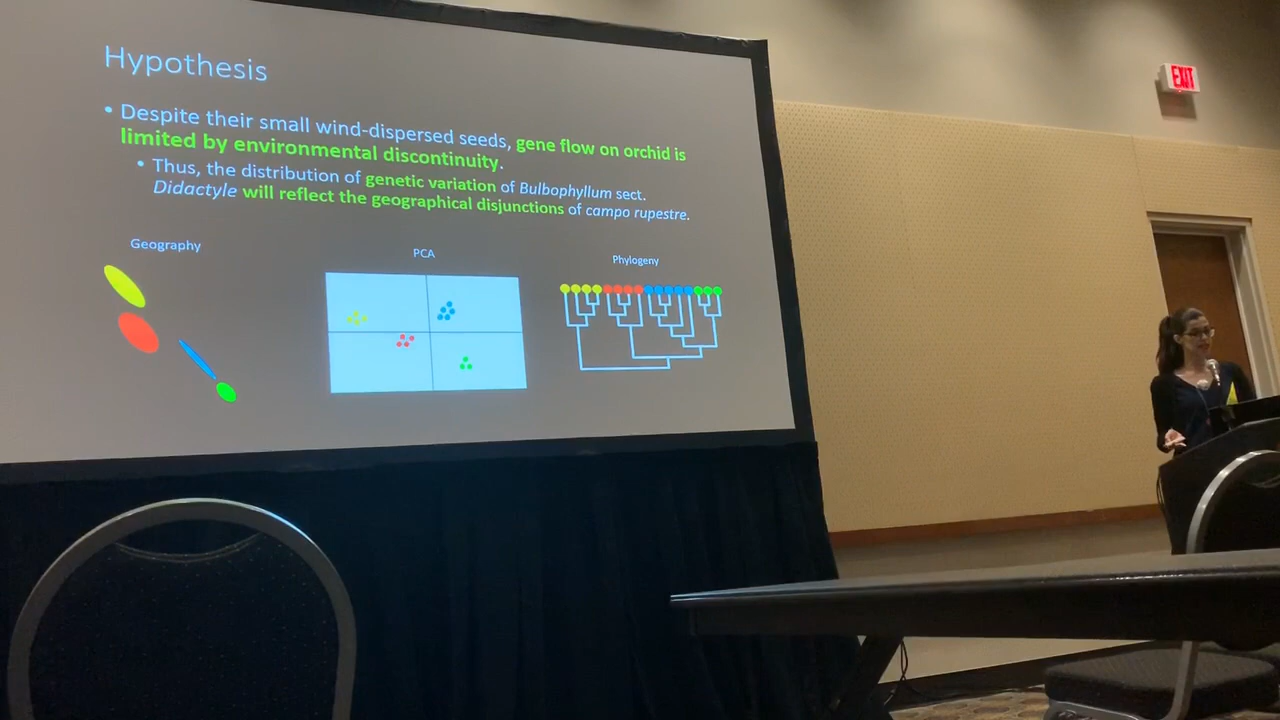 Hypothesis
• Despite their small wind-dispersed seeds, gene flow on orchid is
limited by environmental discontinuity.
• Thus, the distribution of genetic variation of Bulbophyllum sect.
Didactyle will reflect the geographical disjunctions of campo rupestre.
Geography
PCA
Phylogeny
EXIT